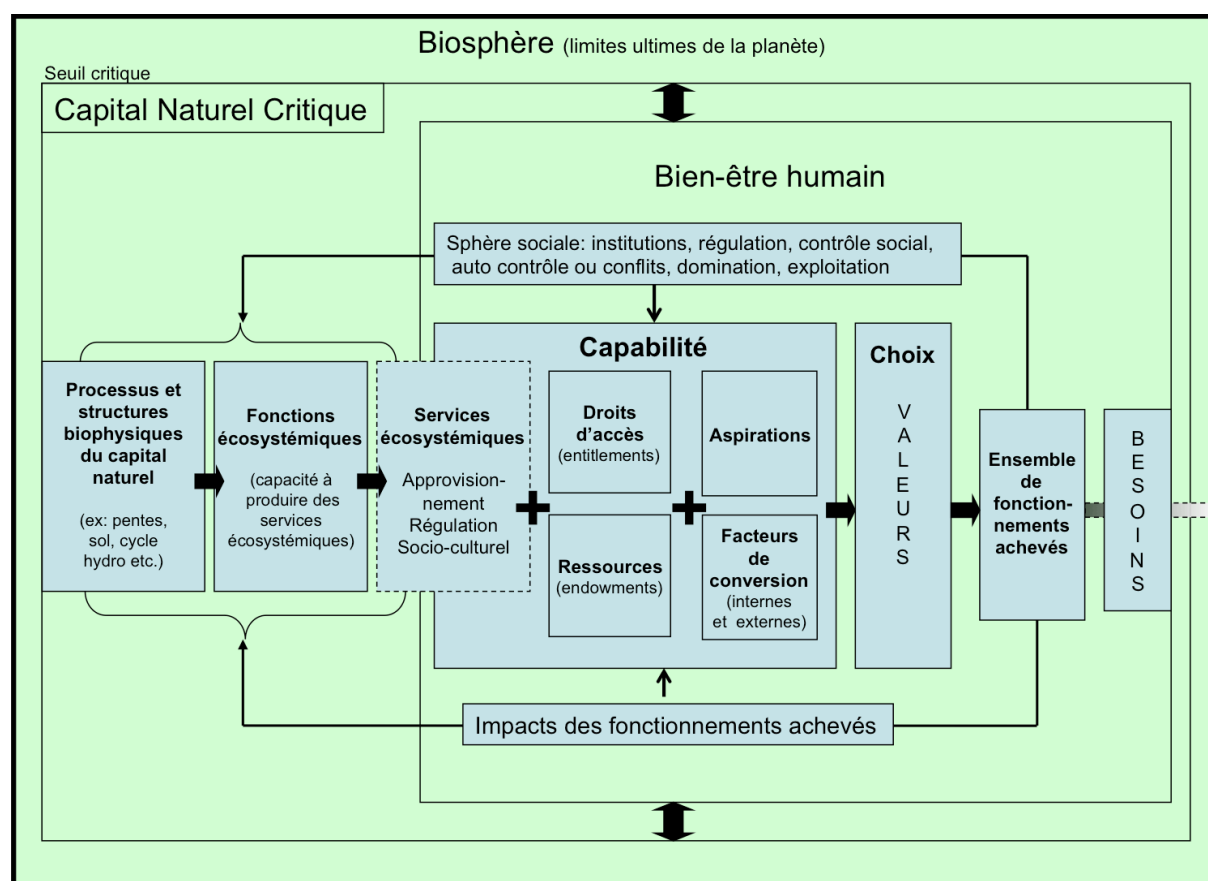 Biosphère (limites ultimes de la planète)
Seuil critique
Capital Naturel Critique
Bien-être humain
Sphère sociale: institutions, régulation, contrôle social,
auto contrôle ou conflits, domination, exploitation
Processus et
structures
biophysiques
du capital
naturel
(ex: pentes,
sol, cycle
hydro etc.)
Fonctions
écosystémiques
(capacité à
produire des
services
écosystémiques)
Services
écosystémiques
Approvision-
nement
Régulation
Socio-culturel
Capabilité
Droits
d'accès
(entitlements)
Aspirations
Ressources
(endowments)
Facteurs
de
conversion
(internes
et externes)
Choix
V
A
L
E
U
R
S
Ensemble
de
fonction-
nements
achevés
B
E
S
O
I
N
S
Impacts des fonctionnements achevés